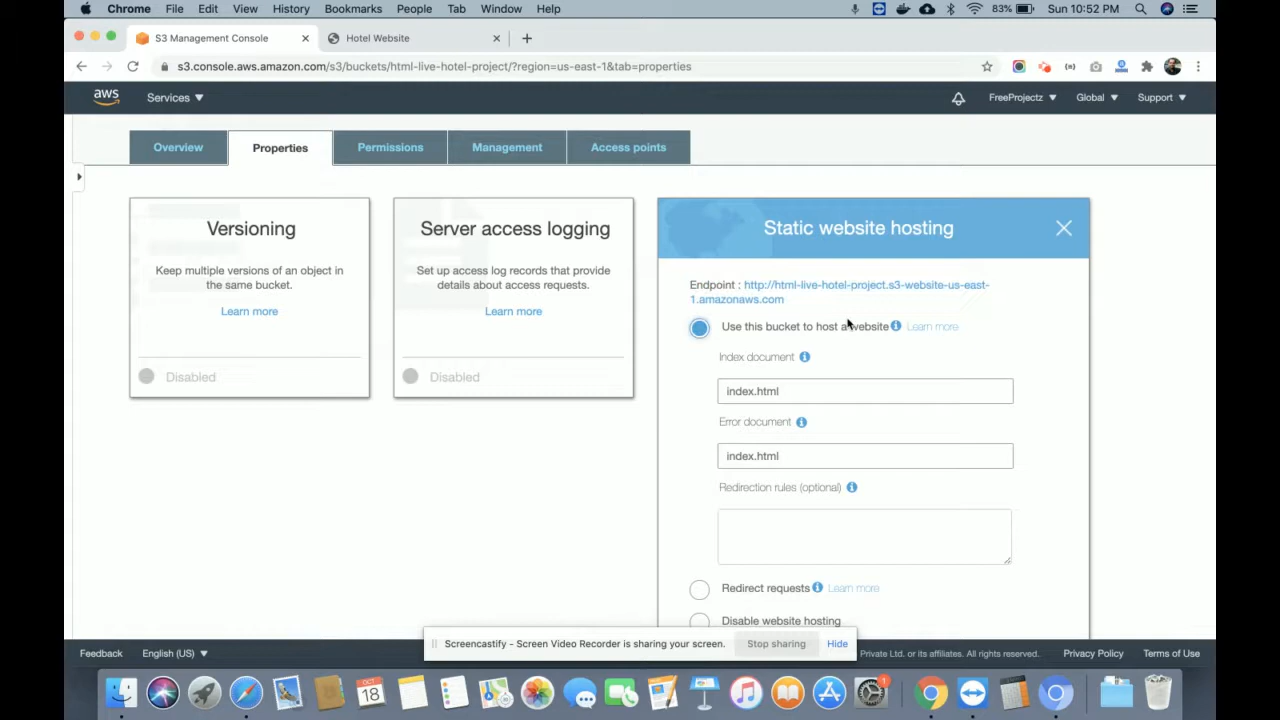 Chrome File Edit View History Bookmarks People Tab Window Help 83% Sun 10:52 PM
S3 Management Console Hotel Website
s3.console.aws.amazon.com/s3/buckets/html-live-hotel-project/?region=us-east-1&tab=properties
aws Services FreeProjectz Global Support
Overview Properties Permissions Management Access points
Versioning
Keep multiple versions of an object in
the same bucket.
Learn more
Disabled
Server access logging
Set up access log records that provide
details about access requests.
Learn more
Disabled
Static website hosting
Endpoint : http://html-live-hotel-project.s3-website-us-east-
1.amazonaws.com
Use this bucket to host a website Learn more
Index document
index.html
Error document
index.html
Redirection rules (optional)
Redirect requests Learn more
Disable website hosting
Screencastify - Screen Video Recorder is sharing your screen. Stop sharing Hide
Feedback English (US) Private Ltd. or its affiliates. All rights reserved. Privacy Policy Terms of Use
OCT
18
1